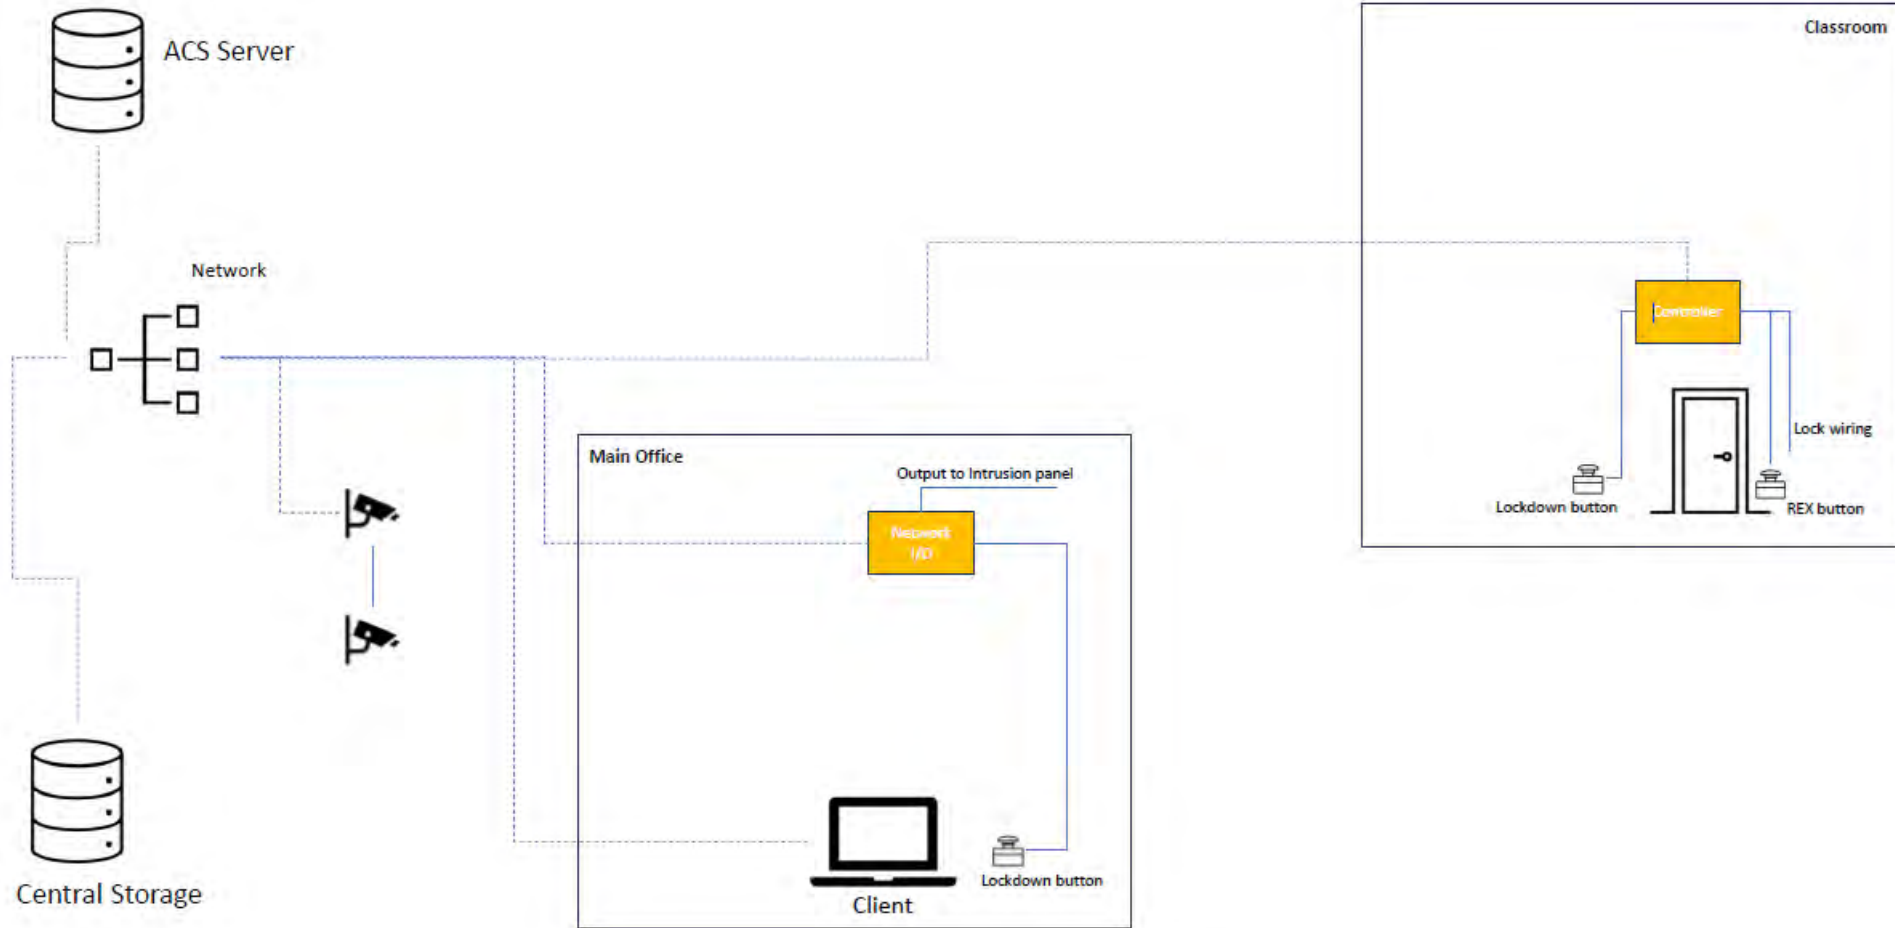 ACS Server
Classroom
Network
Controller
Lock wiring
Main Office
Output to Intrusion panel
Lockdown button
REX button
Network
I/O
Lockdown button
Client
Central Storage